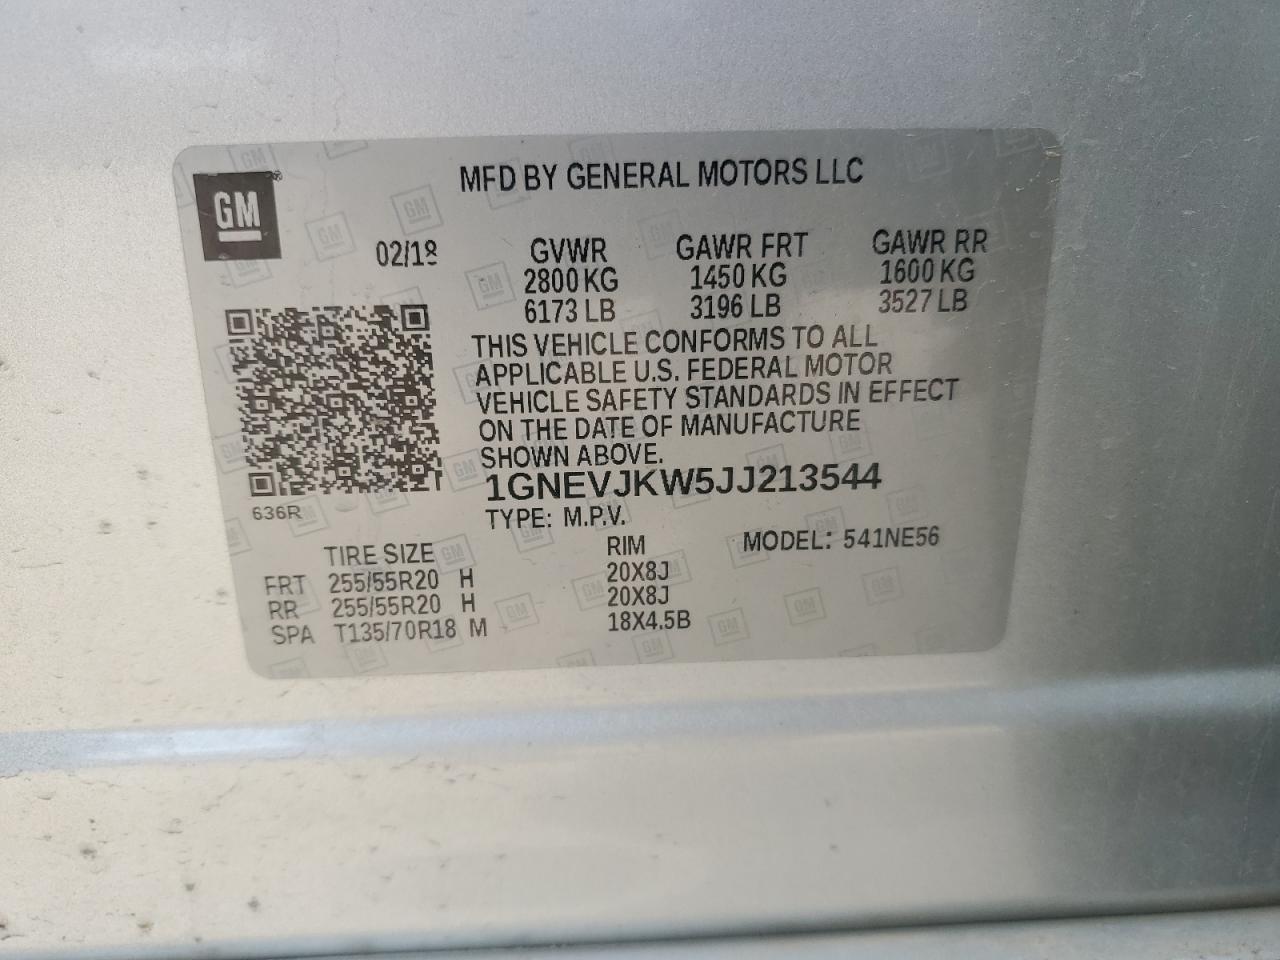 MFD BY GENERAL MOTORS LLC
GM
02/18
GVWR GAWR FRT GAWR RR
2800 KG 1450 KG 1600 KG
6173 LB 3196 LB 3527 LB
THIS VEHICLE CONFORMS TO ALL
APPLICABLE U.S. FEDERAL MOTOR
VEHICLE SAFETY STANDARDS IN EFFECT
ON THE DATE OF MANUFACTURE
SHOWN ABOVE.
1GNEVJKW5JJ213544
636R
TYPE: M.P.V.
MODEL: 541NE56
TIRE SIZE RIM
FRT 255/55R20 H 20X8J
RR 255/55R20 H 20X8J
SPA T135/70R18 M 18X4.5B